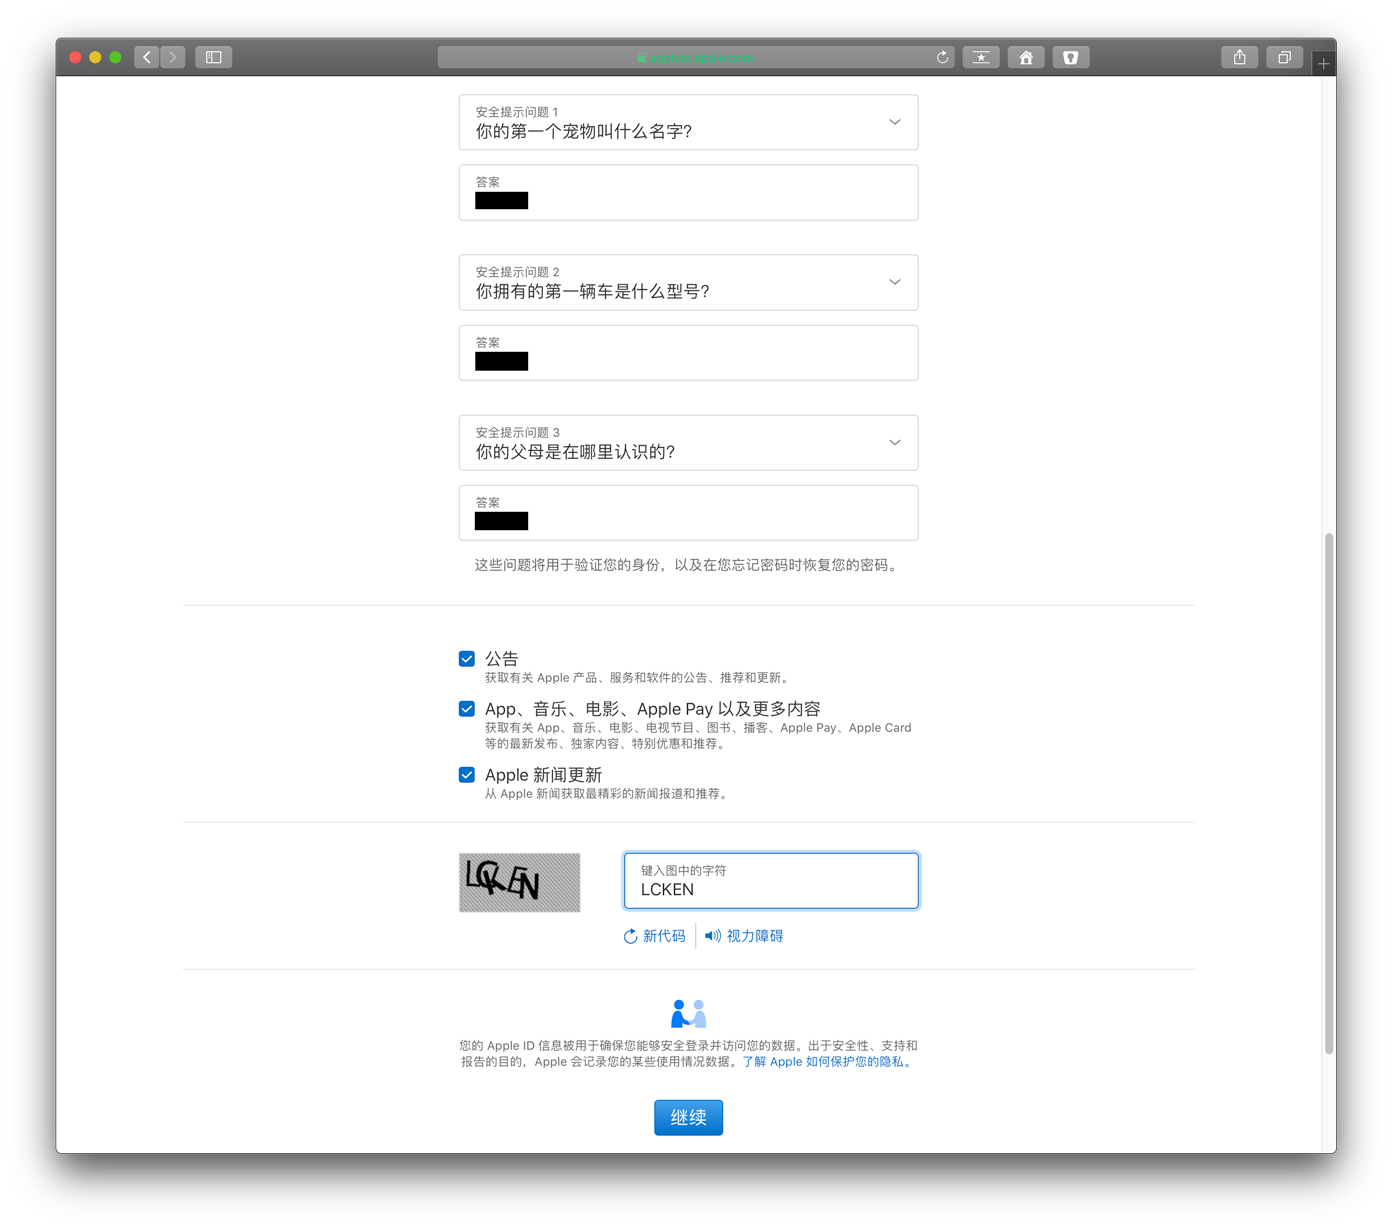 appleid.apple.com
安全提示问题 1
你的第一个宠物叫什么名字?
答案
安全提示问题 2
你拥有的第一辆车是什么型号?
答案
安全提示问题 3
你的父母是在哪里认识的?
答案
这些问题将用于验证您的身份，以及在您忘记密码时恢复您的密码。
公告
获取有关 Apple 产品、服务和软件的公告、推荐和更新。
App、音乐、电影、Apple Pay 以及更多内容
获取有关 App、音乐、电影、电视节目、图书、播客、Apple Pay、Apple Card
等的最新发布、独家内容、特别优惠和推荐。
Apple 新闻更新
从 Apple 新闻获取最精彩的新闻报道和推荐。
LCKEN
键入图中的字符
LCKEN
新代码
视力障碍
您的 Apple ID 信息被用于确保您能够安全登录并访问您的数据。出于安全性、支持和
报告的目的，Apple 会记录您的某些使用情况数据。了解 Apple 如何保护您的隐私。
继续